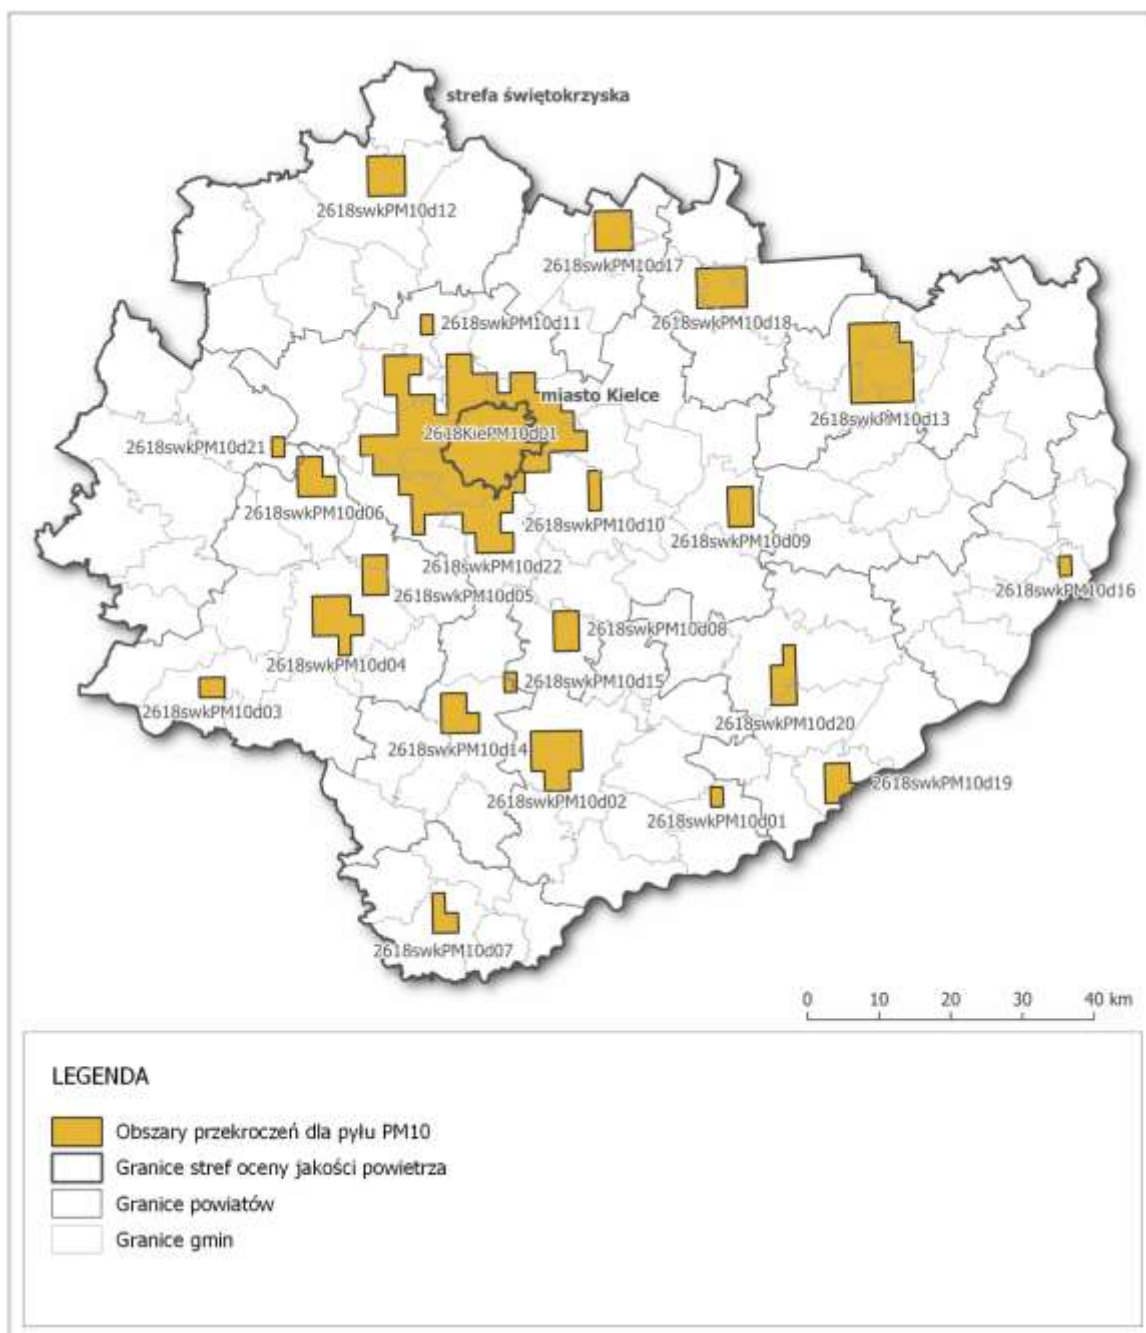 strefa świętokrzyska
2618swkPM10d12
2618swkPM10d17
2618swkPM10d11
2618swkPM10d18
miasto Kielce
2618swkPM10d13
2618KiePM10d01
2618swkPM10d21
2618swkPM10d06
2618swkPM10d10
2618swkPM10d09
2618swkPM10d22
2618swkPM10d16
2618swkPM10d05
2618swkPM10d08
2618swkPM10d04
2618swkPM10d15
2618swkPM10d03
2618swkPM10d20
2618swkPM10d14
2618swkPM10d19
2618swkPM10d02
2618swkPM10d01
2618swkPM10d07
0 10 20 30 40 km
LEGENDA
Obszary przekroczeń dla pyłu PM10
Granice stref oceny jakości powietrza
Granice powiatów
Granice gmin